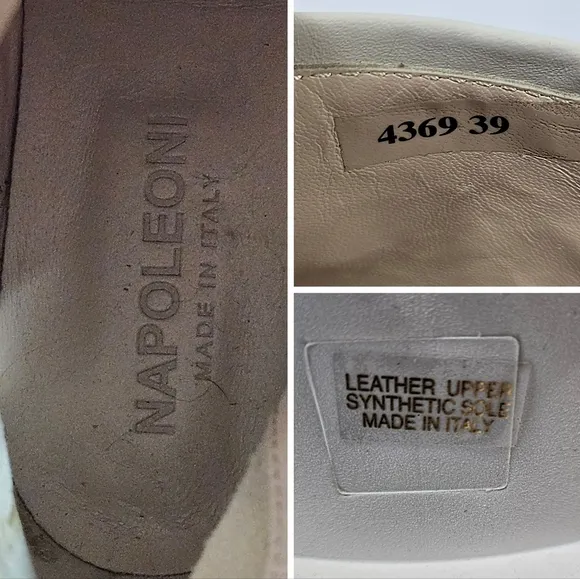 NAPOLEONI
MADE IN ITALY
4369 39
LEATHER UPPER
SYNTHETIC SOLE
MADE IN ITALY